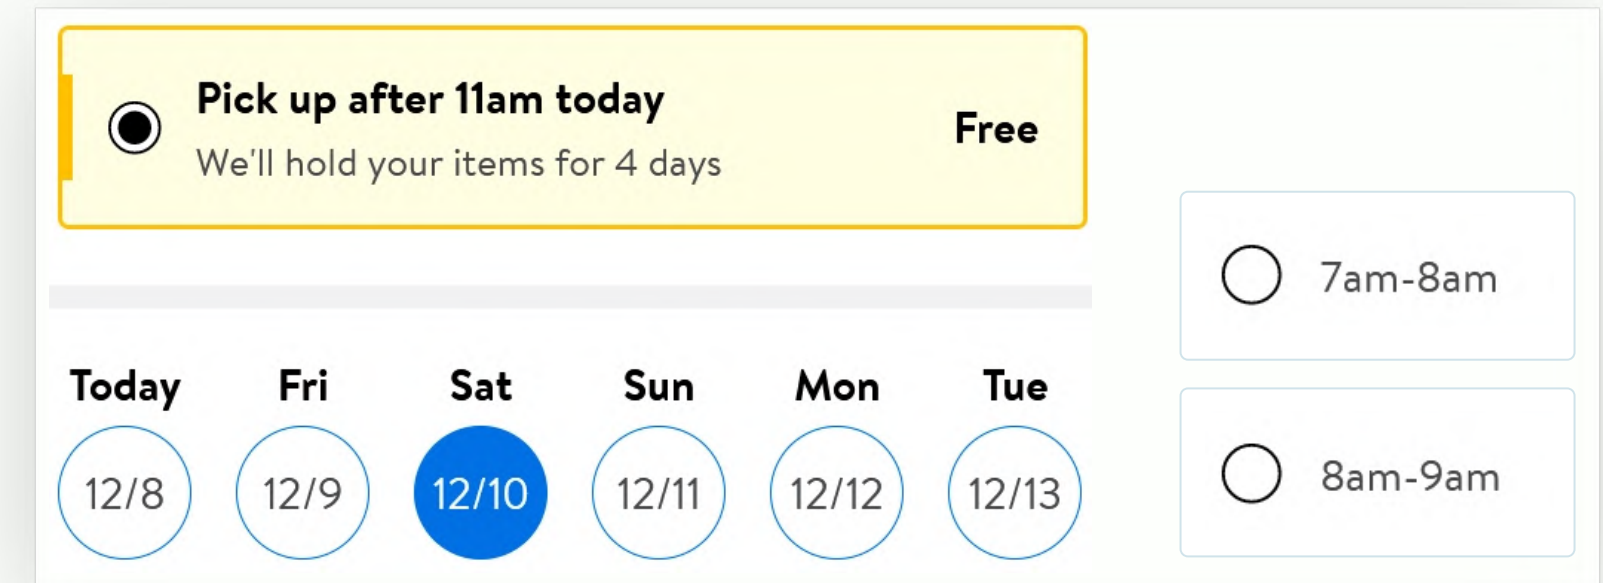 Pick up after 11am today
We'll hold your items for 4 days
Free
Today Fri Sat Sun Mon Tue
12/8 12/9 12/10 12/11 12/12 12/13
7am-8am
8am-9am